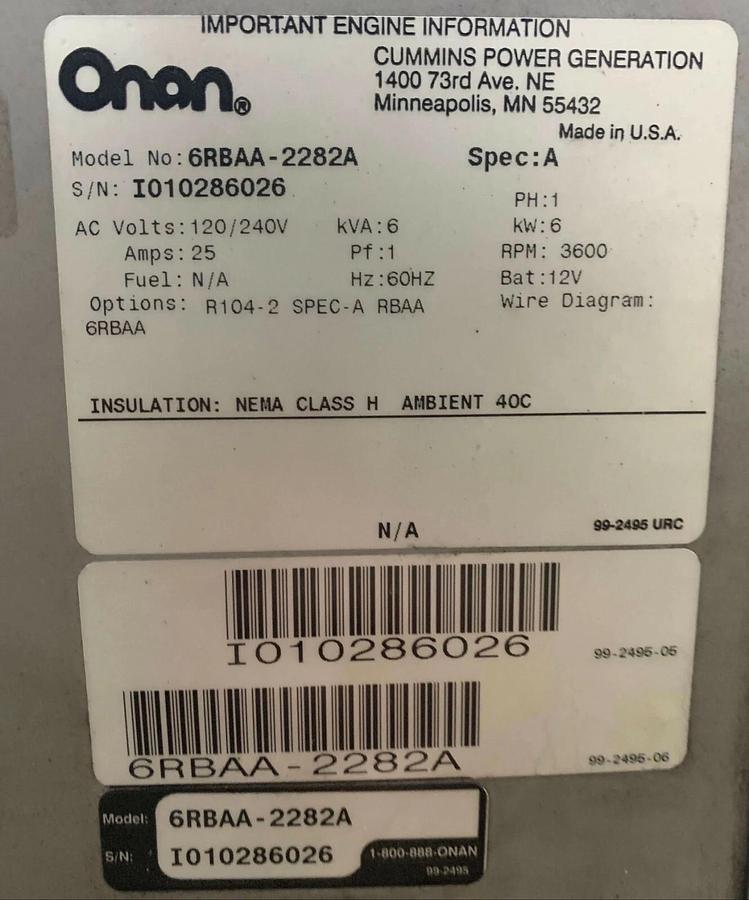 IMPORTANT ENGINE INFORMATION
Onan®
CUMMINS POWER GENERATION
1400 73rd Ave. NE
Minneapolis, MN 55432
Made in U.S.A.
Model No: 6RBAA-2282A Spec:A
S/N: I010286026
PH:1
AC Volts:120/240V kVA:6 kW:6
Amps:25 Pf:1 RPM: 3600
Fuel: N/A Hz:60HZ Bat:12V
Options: R104-2 SPEC-A RBAA Wire Diagram:
6RBAA
INSULATION: NEMA CLASS H AMBIENT 40C
N/A 99-2495 URC
I010286026 99-2495-05
6RBAA-2282A 99-2495-06
Model: 6RBAA-2282A
S/N: I010286026 1-800-888-ONAN
99-2495